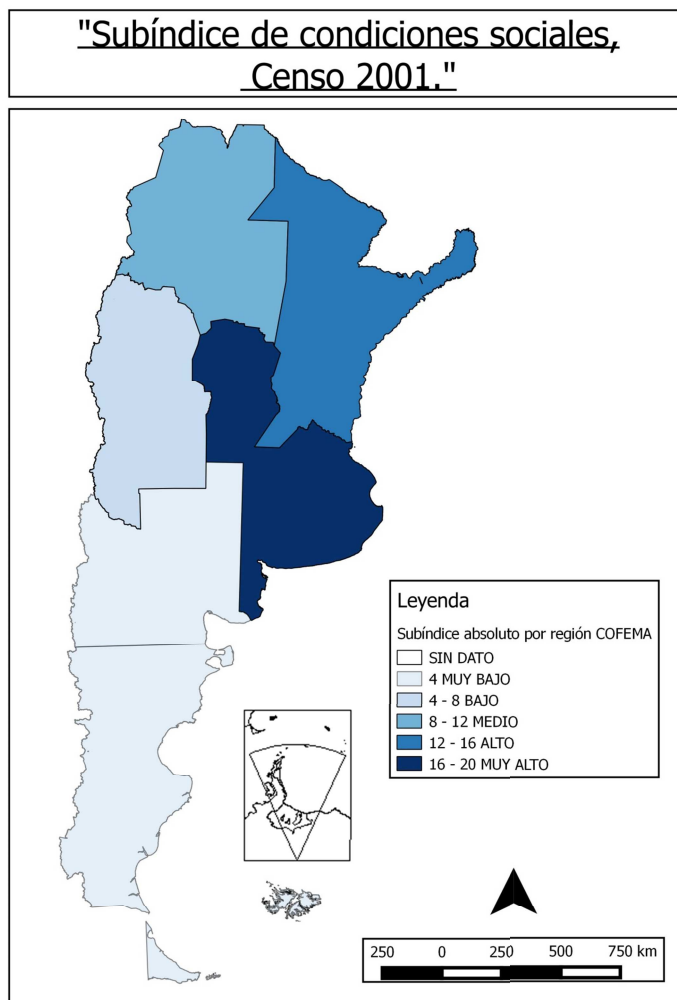 "Subíndice de condiciones sociales,
Censo 2001."
Leyenda
Subíndice absoluto por región COFEMA
SIN DATO
4 MUY BAJO
4 - 8 BAJO
8 - 12 MEDIO
12 - 16 ALTO
16 - 20 MUY ALTO
250 0 250 500 750 km